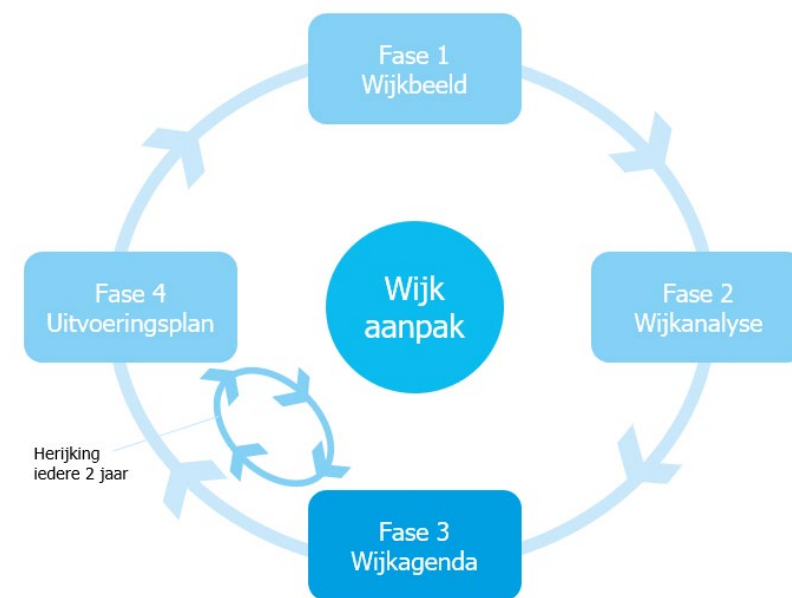 Fase 1
Wijkbeeld
Fase 4
Uitvoeringsplan
Wijk
aanpak
Fase 2
Wijkanalyse
Herijking
iedere 2 jaar
Fase 3
Wijkagenda